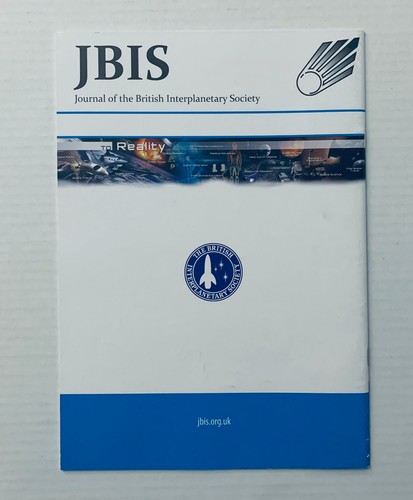 JBIS
Journal of the British Interplanetary Society
to Reality
THE BRITISH
INTERPLANETARY SOCIETY
jbis.org.uk